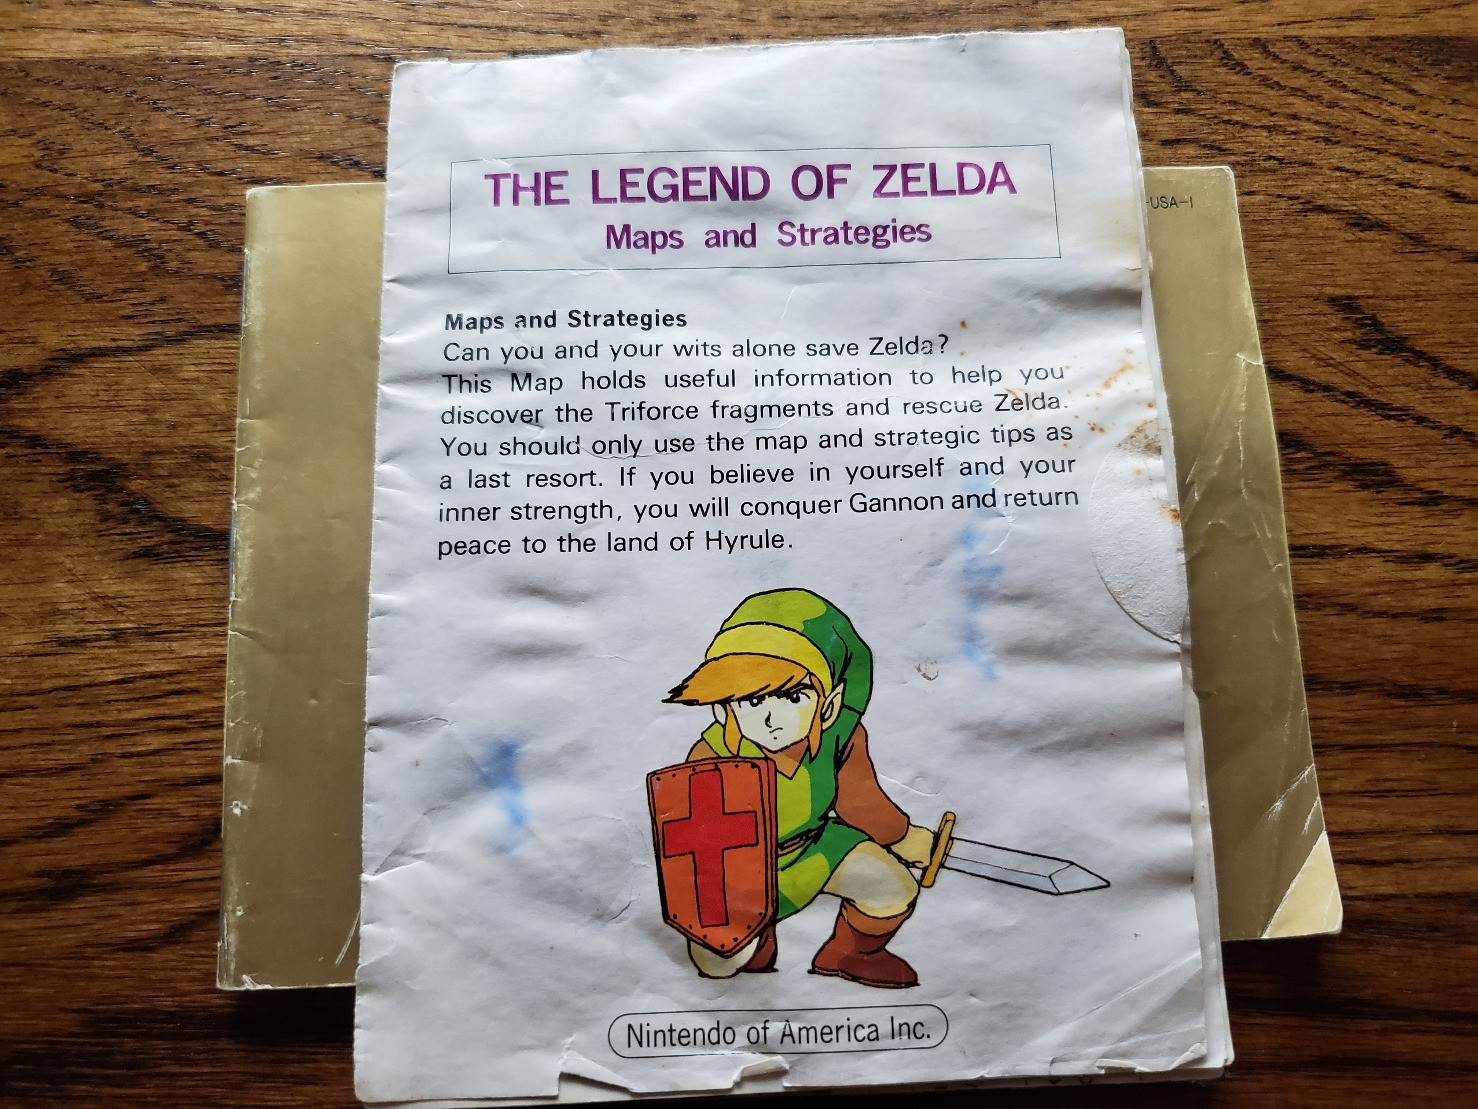 THE LEGEND OF ZELDA
Maps and Strategies
-USA-1
Maps and Strategies
Can you and your wits alone save Zelda?
This Map holds useful information to help you
discover the Triforce fragments and rescue Zelda.
You should only use the map and strategic tips as
a last resort. If you believe in yourself and your
inner strength, you will conquer Gannon and return
peace to the land of Hyrule.
Nintendo of America Inc.